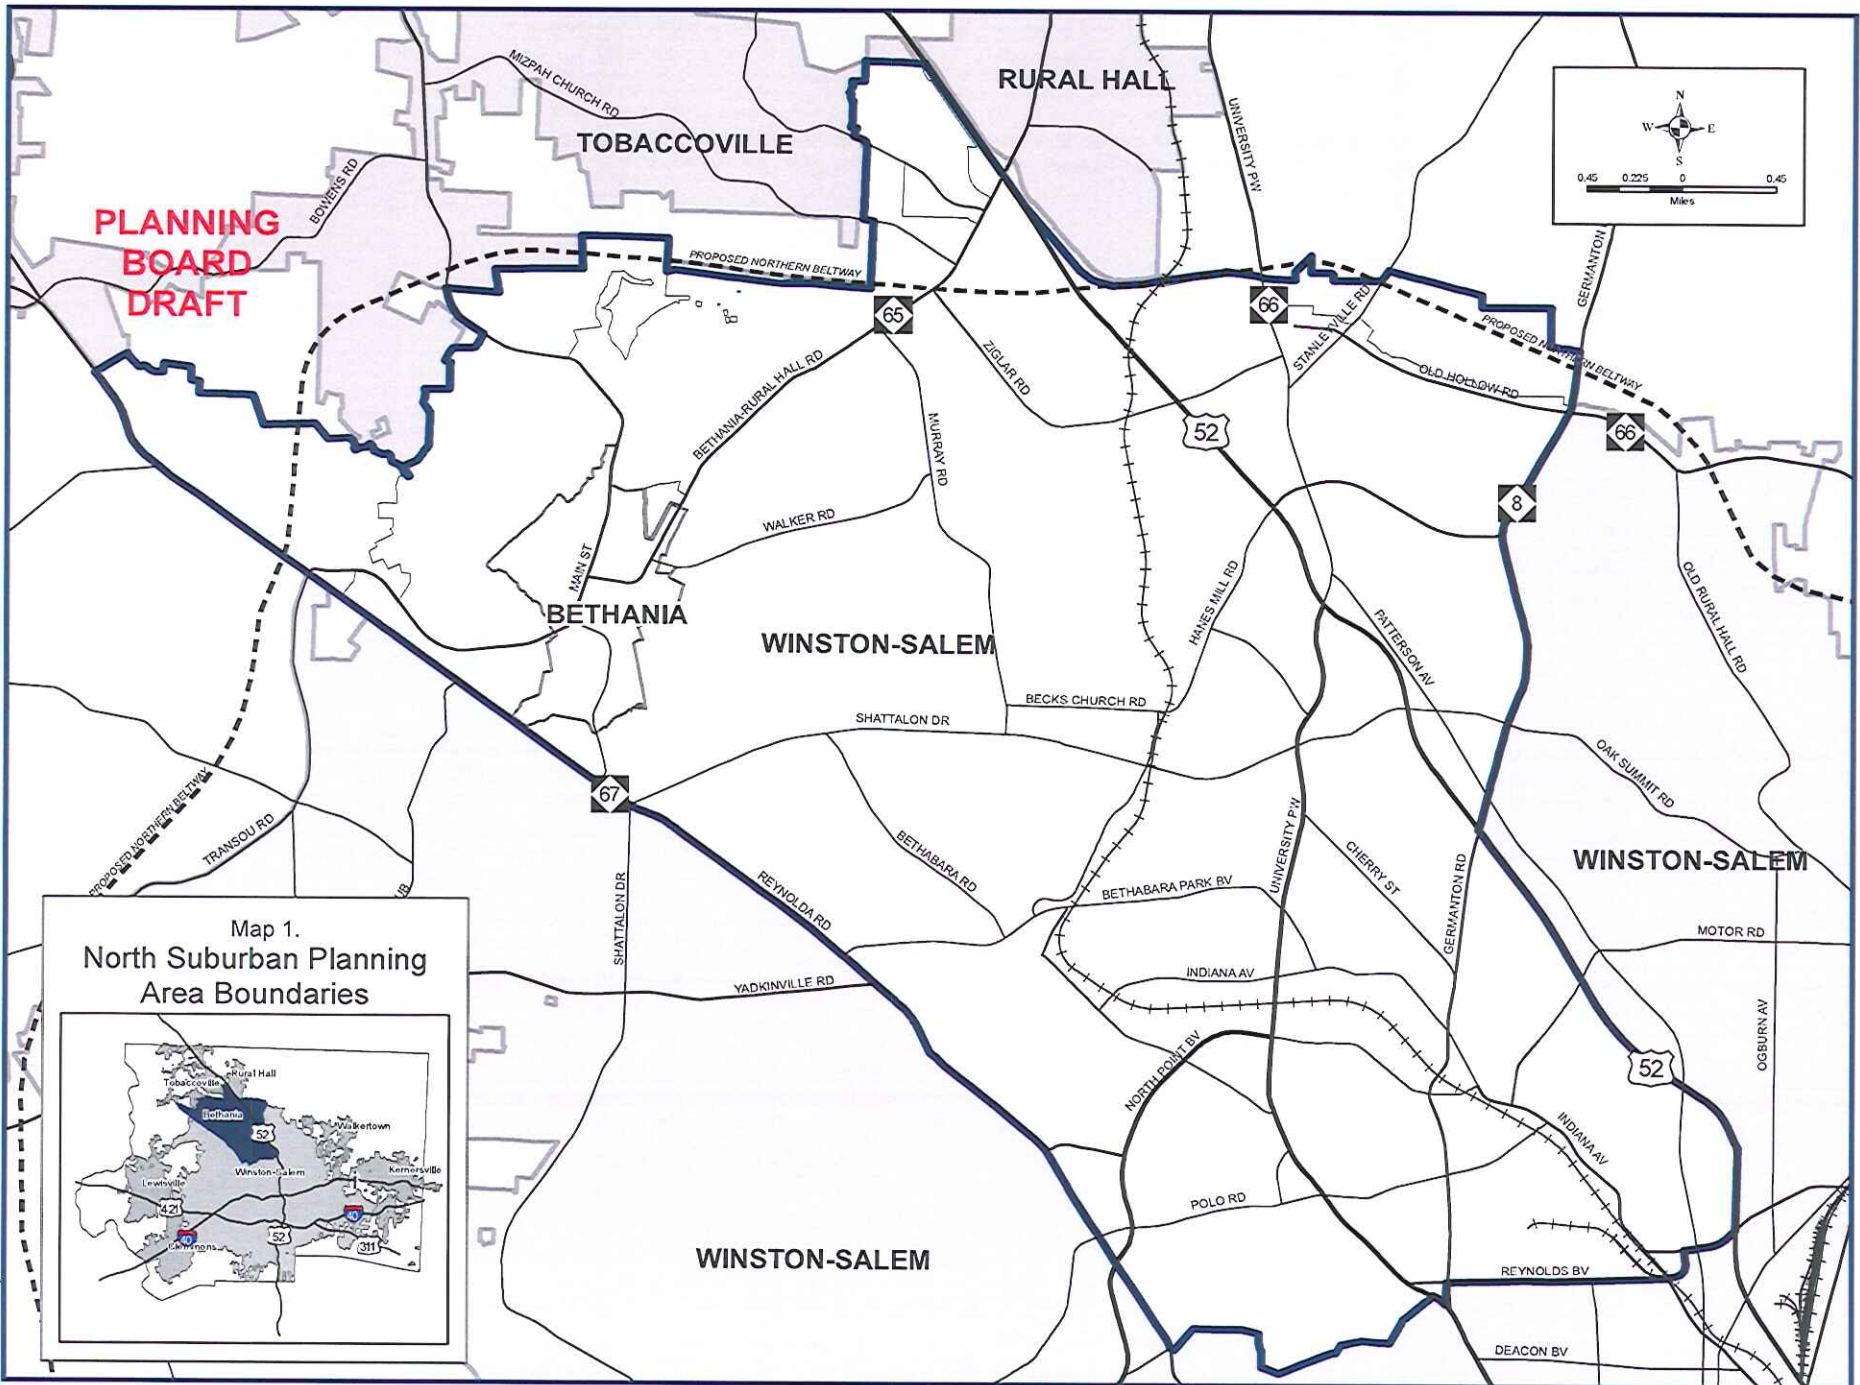 RURAL HALL
MIZPAH CHURCH RD
TOBACCOVILLE
UNIVERSITY PW
N
W E
S
0.45 0.225 0 0.45
Miles
BOWENS RD
PLANNING
BOARD
DRAFT
PROPOSED NORTHERN BELTWAY
GERMANTON
65
66
STANLEYVILLE RD
PROPOSED NORTHERN BELTWAY
ZIGLAR RD
BETHANIA-RURAL HALL RD
OLD HOLLOW RD
52
66
MURRAY RD
8
WALKER RD
MAIN ST
HANES MILL RD
OLD RURAL HALL RD
BETHANIA
PATTERSON AV
WINSTON-SALEM
BECKS CHURCH RD
SHATTALON DR
OAK SUMMIT RD
67
PROPOSED NORTHERN BELTWAY
TRANSOU RD
BETHABARA RD
UNIVERSITY PW
CHERRY ST
WINSTON-SALEM
SHATTALON DR
REYNOLDA RD
BETHABARA PARK BV
GERMANTON RD
MOTOR RD
UB
YADKINVILLE RD
INDIANA AV
OGBURN AV
NORTH POINT BV
52
INDIANA AV
POLO RD
WINSTON-SALEM
REYNOLDS BV
DEACON BV
Map 1.
North Suburban Planning
Area Boundaries
Rural Hall
Tobaccoville
Bethania
52
Walkertown
Winston-Salem
Kernersville
Lewisville
421
40
40
Clemmons
52
311